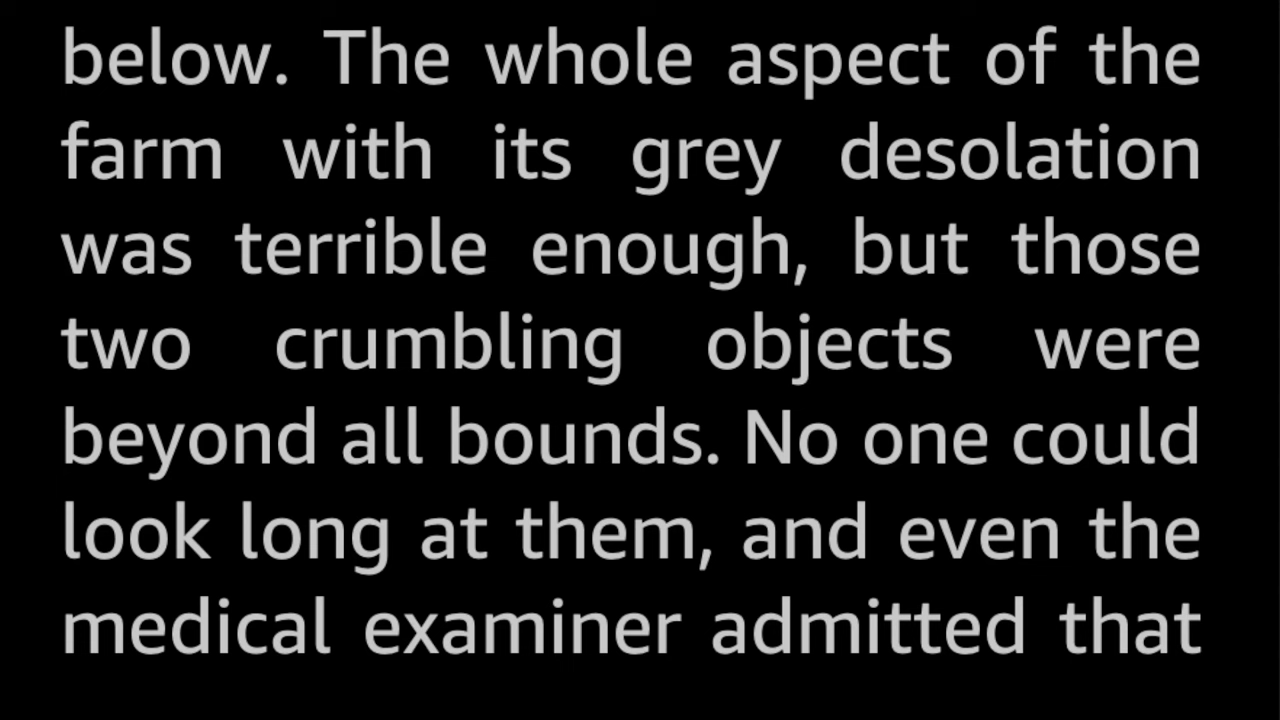 below. The whole aspect of the
farm with its grey desolation
was terrible enough, but those
two crumbling objects were
beyond all bounds. No one could
look long at them, and even the
medical examiner admitted that